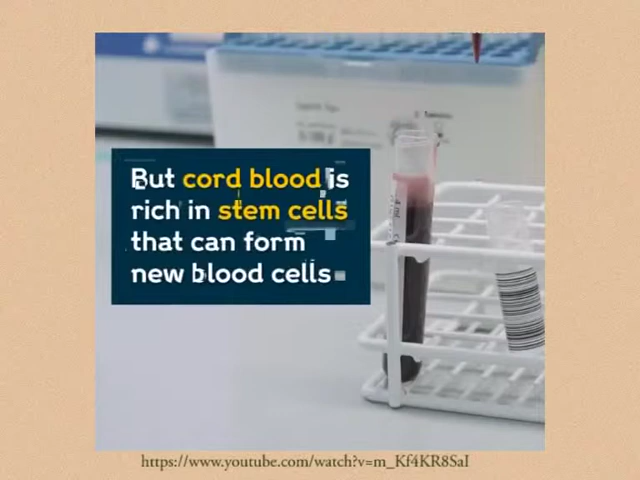 But cord blood is
rich in stem cells
that can form
new blood cells
https://www.youtube.com/watch?v=m_Kf4KR8SaI